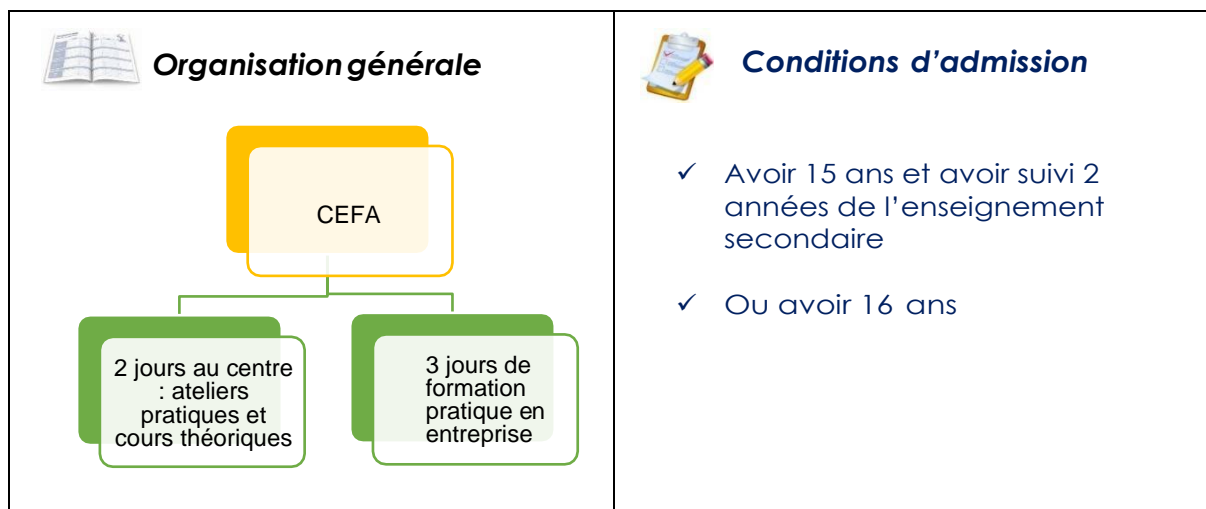 Organisation générale
CEFA
2 jours au centre
: ateliers
pratiques et
cours théoriques
3 jours de
formation
pratique en
entreprise
Conditions d’admission
✓ Avoir 15 ans et avoir suivi 2
années de l’enseignement
secondaire
✓ Ou avoir 16 ans